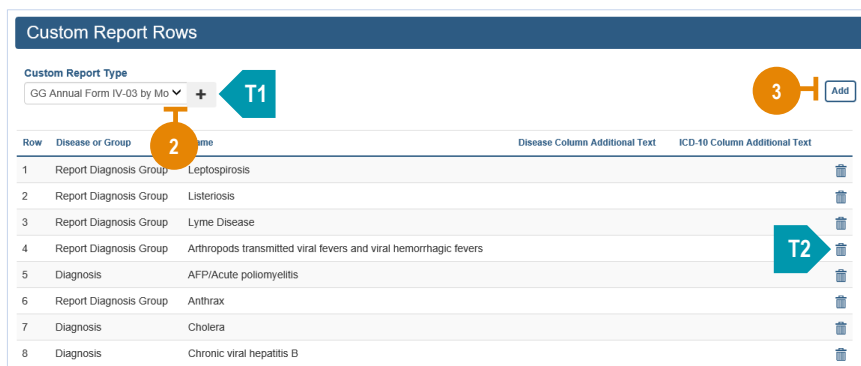 Custom Report Rows
Custom Report Type
GG Annual Form IV-03 by Mo
+
T1
3
Add
2
Row Disease or Group ame Disease Column Additional Text ICD-10 Column Additional Text
1 Report Diagnosis Group Leptospirosis
2 Report Diagnosis Group Listeriosis
3 Report Diagnosis Group Lyme Disease
4 Report Diagnosis Group Arthropods transmitted viral fevers and viral hemorrhagic fevers
T2
5 Diagnosis AFP/Acute poliomyelitis
6 Report Diagnosis Group Anthrax
7 Diagnosis Cholera
8 Diagnosis Chronic viral hepatitis B